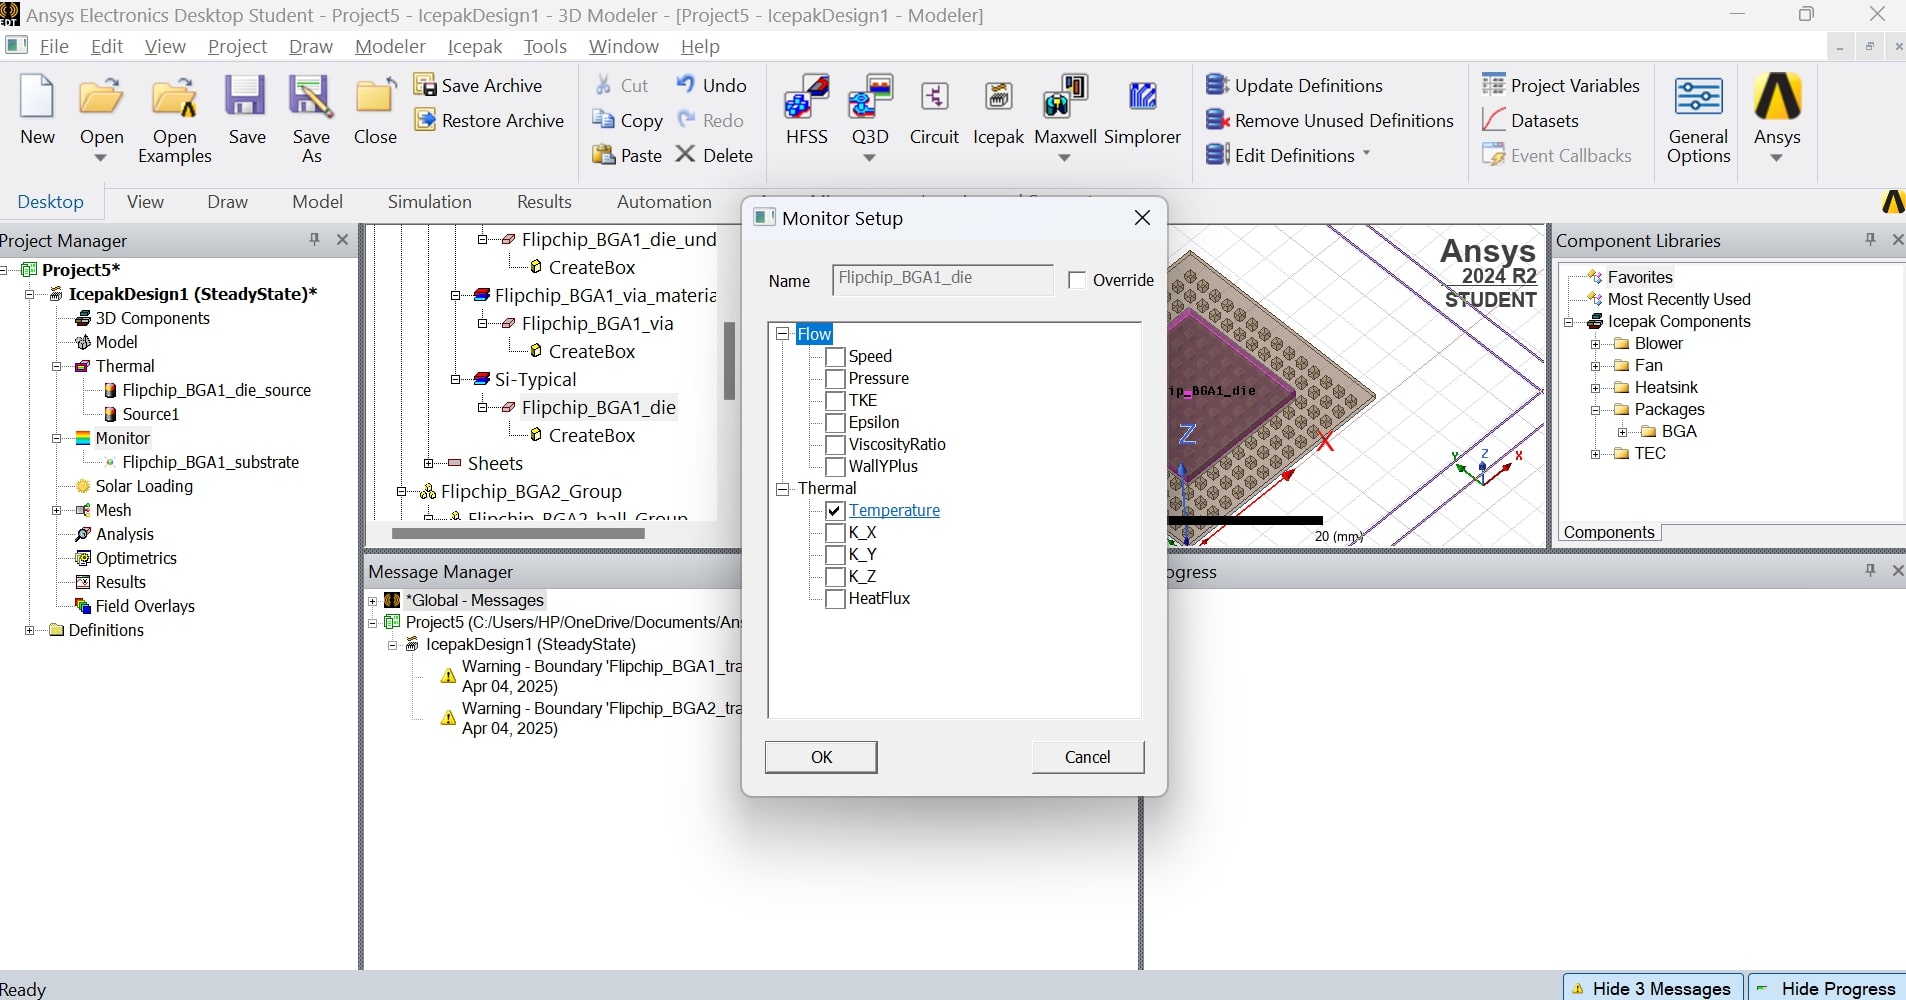 Ansys Electronics Desktop Student - Project5 - IcepakDesign1 - 3D Modeler - [Project5 - IcepakDesign1 - Modeler]
File Edit View Project Draw Modeler Icepak Tools Window Help
New
Open
Open Examples
Save
Save As
Close
Save Archive
Restore Archive
Cut
Copy
Paste
Undo
Redo
Delete
HFSS
Q3D
Circuit
Icepak
Maxwell
Simplorer
Update Definitions
Remove Unused Definitions
Edit Definitions
Project Variables
Datasets
Event Callbacks
General Options
Ansys
Desktop View Draw Model Simulation Results Automation
Project Manager
Project5*
IcepakDesign1 (SteadyState)*
3D Components
Model
Thermal
Flipchip_BGA1_die_source
Source1
Monitor
Flipchip_BGA1_substrate
Solar Loading
Mesh
Analysis
Optimetrics
Results
Field Overlays
Definitions
Flipchip_BGA1_die_und
CreateBox
Flipchip_BGA1_via_materia
Flipchip_BGA1_via
CreateBox
Si-Typical
Flipchip_BGA1_die
CreateBox
Sheets
Flipchip_BGA2_Group
Flipchip_BGA2_ball_Group
Message Manager
*Global - Messages
Project5 (C:/Users/HP/OneDrive/Documents/An
IcepakDesign1 (SteadyState)
Warning - Boundary 'Flipchip_BGA1_tra
Apr 04, 2025)
Warning - Boundary 'Flipchip_BGA2_tra
Apr 04, 2025)
Monitor Setup
Name Flipchip_BGA1_die Override
Flow
Speed
Pressure
TKE
Epsilon
ViscosityRatio
WallYPlus
Thermal
Temperature
K_X
K_Y
K_Z
HeatFlux
OK Cancel
Ansys
2024 R2
STUDENT
ip_BGA1_die
Z
X
Y
Z
X
20 (mm)
ogress
Component Libraries
Favorites
Most Recently Used
Icepak Components
Blower
Fan
Heatsink
Packages
BGA
TEC
Components
Ready
Hide 3 Messages
Hide Progress